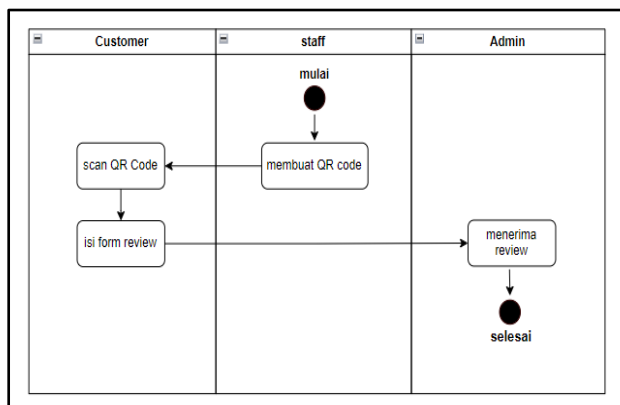 Customer
staff
Admin
mulai
membuat QR code
scan QR Code
isi form review
menerima
review
selesai